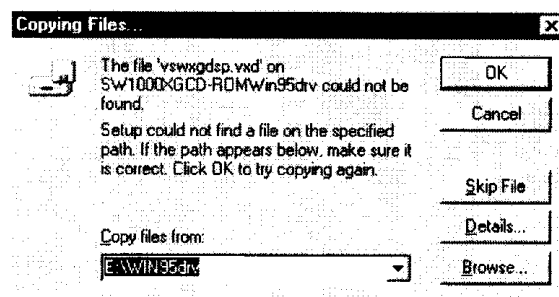 Copying Files...
The file 'vswxgdsp.vxd' on
SW1000XGCD-ROMWin95drv could not be
found.
Setup could not find a file on the specified
path. If the path appears below, make sure it
is correct. Click OK to try copying again.
Copy files from:
E:\WIN95drv
OK
Cancel
Skip File
Details...
Browse...